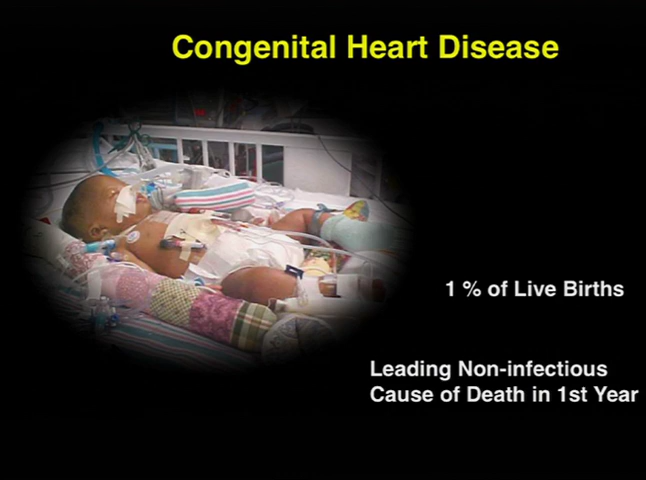 Congenital Heart Disease
1 % of Live Births
Leading Non-infectious
Cause of Death in 1st Year